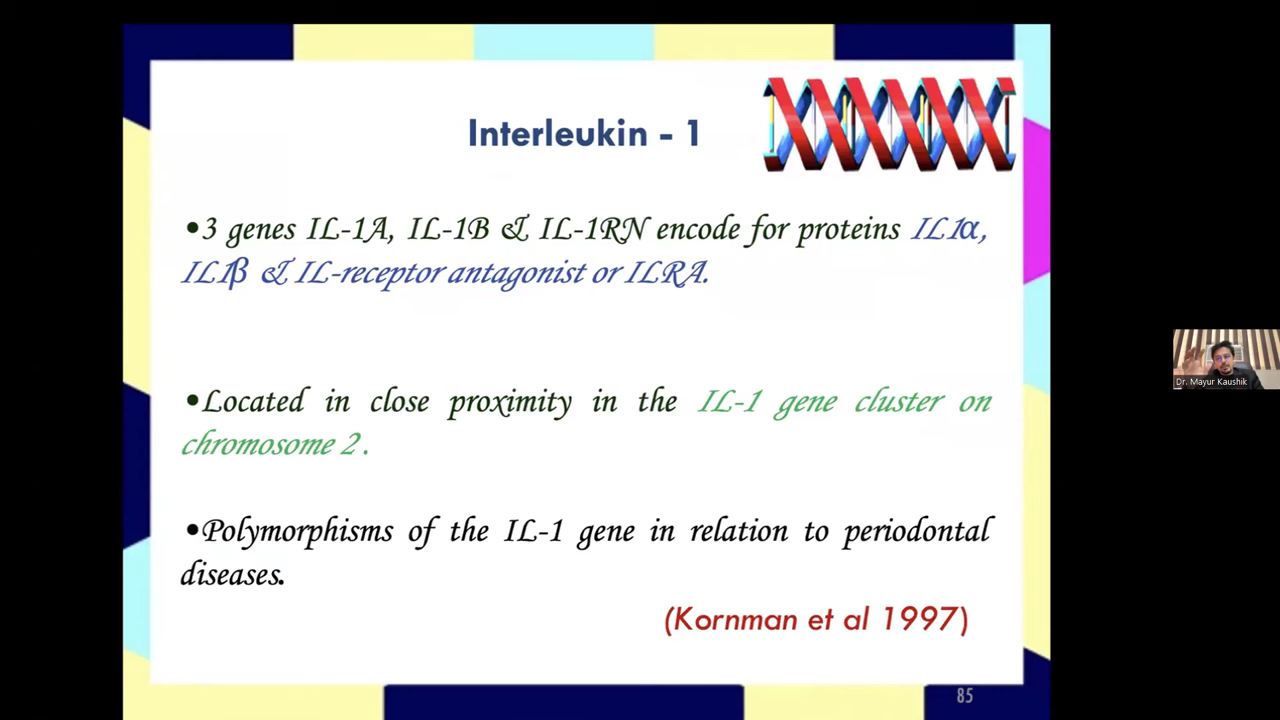 Interleukin - 1
•3 genes IL-1A, IL-1B & IL-1RN encode for proteins IL1α,
IL1β & IL-receptor antagonist or ILRA.
•Located in close proximity in the IL-1 gene cluster on
chromosome 2 .
•Polymorphisms of the IL-1 gene in relation to periodontal
diseases.
(Kornman et al 1997)
85
Dr. Mayur Kaushik